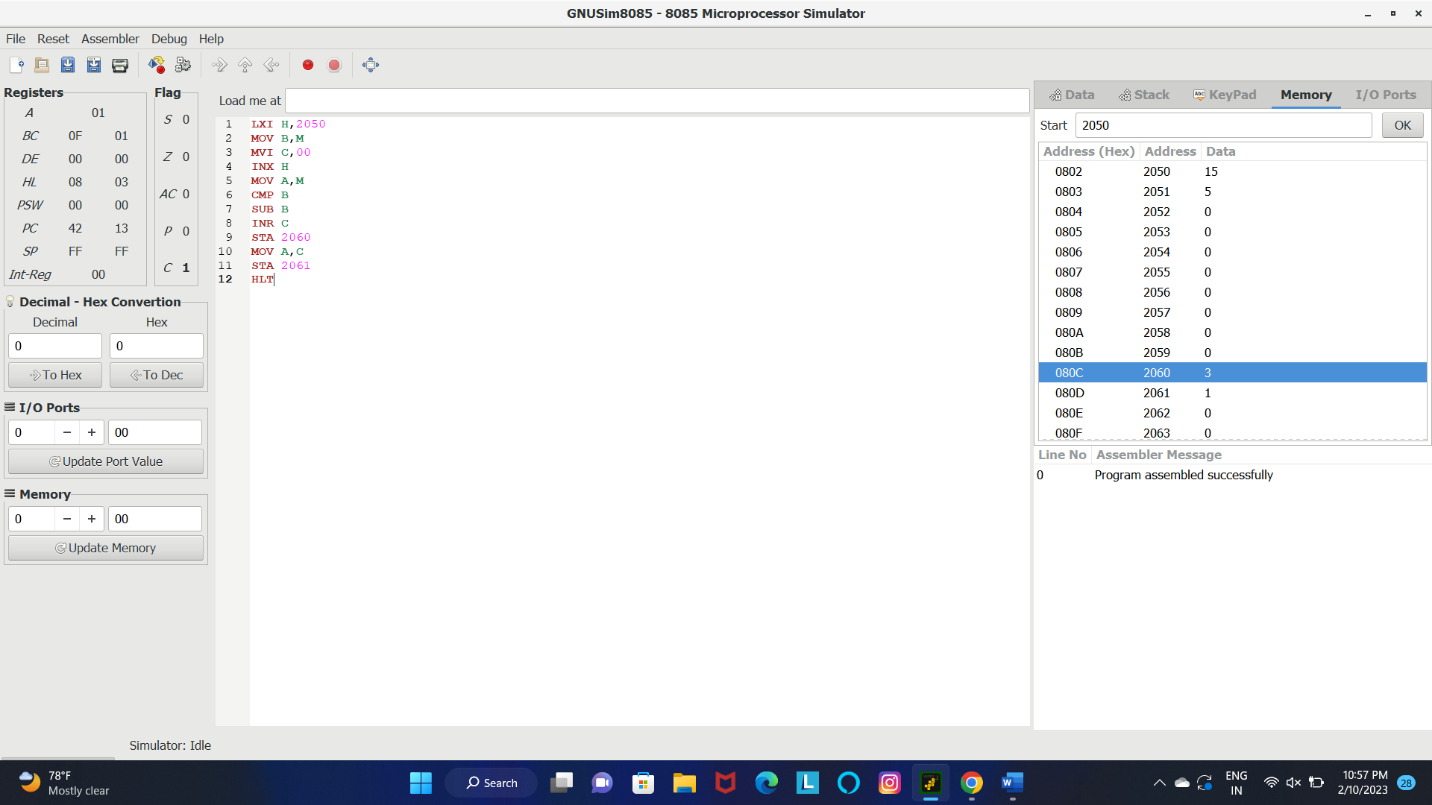 GNUSim8085 - 8085 Microprocessor Simulator
File Reset Assembler Debug Help
Registers
A 01
BC 0F 01
DE 00 00
HL 08 03
PSW 00 00
PC 42 13
SP FF FF
Int-Reg 00
Flag
S 0
Z 0
AC 0
P 0
C 1
Decimal - Hex Convertion
Decimal Hex
0 0
To Hex To Dec
I/O Ports
0 − + 00
Update Port Value
Memory
0 − + 00
Update Memory
Load me at
1 LXI H,2050
2 MOV B,M
3 MVI C,00
4 INX H
5 MOV A,M
6 CMP B
7 SUB B
8 INR C
9 STA 2060
10 MOV A,C
11 STA 2061
12 HLT
Data Stack KeyPad Memory I/O Ports
Start 2050 OK
Address (Hex) Address Data
0802 2050 15
0803 2051 5
0804 2052 0
0805 2053 0
0806 2054 0
0807 2055 0
0808 2056 0
0809 2057 0
080A 2058 0
080B 2059 0
080C 2060 3
080D 2061 1
080E 2062 0
080F 2063 0
Line No Assembler Message
0 Program assembled successfully
Simulator: Idle
78°F
Mostly clear
Search
L
W
ENG
IN
10:57 PM
2/10/2023
28